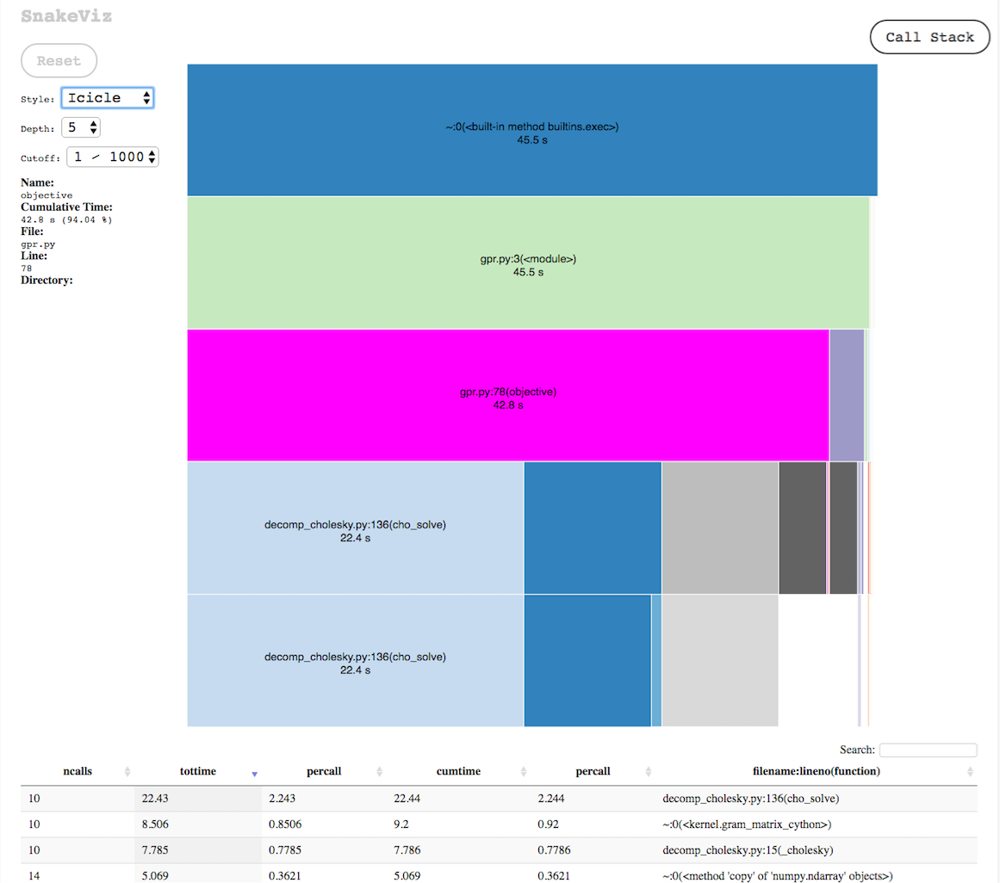 SnakeViz
Call Stack
Reset
Style: Icicle
Depth: 5
Cutoff: 1 / 1000
Name:
objective
Cumulative Time:
42.8 s (94.04 %)
File:
gpr.py
Line:
78
Directory:
~:0(<built-in method builtins.exec>)
45.5 s
gpr.py:3(<module>)
45.5 s
gpr.py:78(objective)
42.8 s
decomp_cholesky.py:136(cho_solve)
22.4 s
decomp_cholesky.py:136(cho_solve)
22.4 s
Search:
ncalls tottime percall cumtime percall filename:lineno(function)
10 22.43 2.243 22.44 2.244 decomp_cholesky.py:136(cho_solve)
10 8.506 0.8506 9.2 0.92 ~:0(<kernel.gram_matrix_cython>)
10 7.785 0.7785 7.786 0.7786 decomp_cholesky.py:15(_cholesky)
14 5.069 0.3621 5.069 0.3621 ~:0(<method 'copy' of 'numpy.ndarray' objects>)